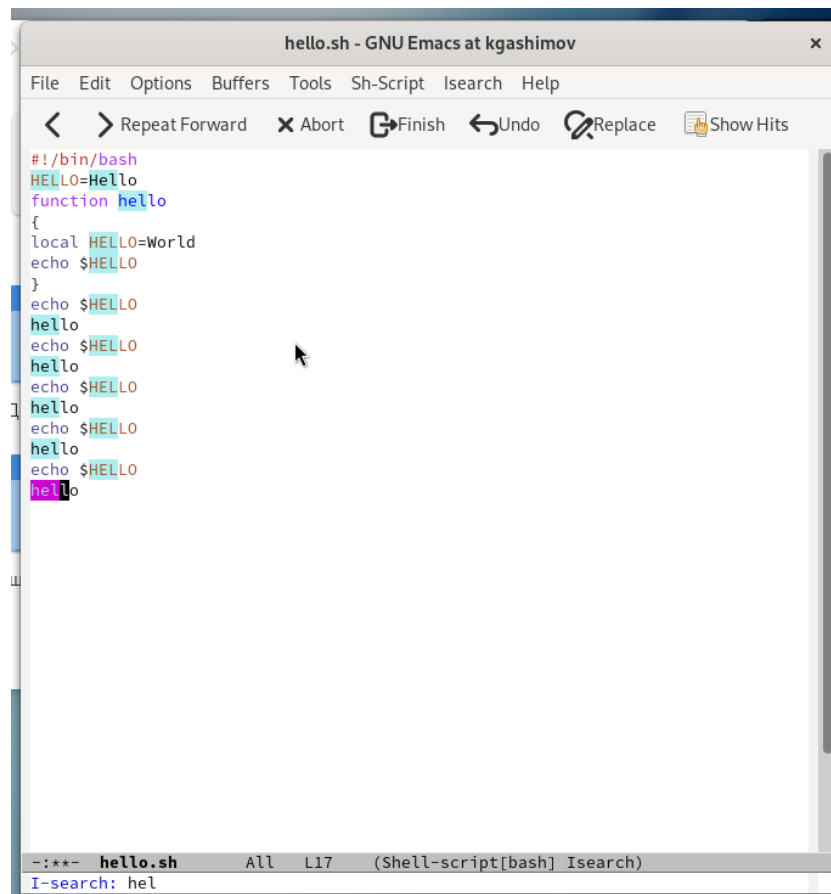 hello.sh - GNU Emacs at kgashimov
File Edit Options Buffers Tools Sh-Script Isearch Help
Repeat Forward Abort Finish Undo Replace Show Hits
#!/bin/bash
HELLO=Hello
function hello
{
local HELLO=World
echo $HELLO
}
echo $HELLO
hello
echo $HELLO
hello
echo $HELLO
hello
echo $HELLO
hello
echo $HELLO
hello
-:**- hello.sh All L17 (Shell-script[bash] Isearch)
I-search: hel